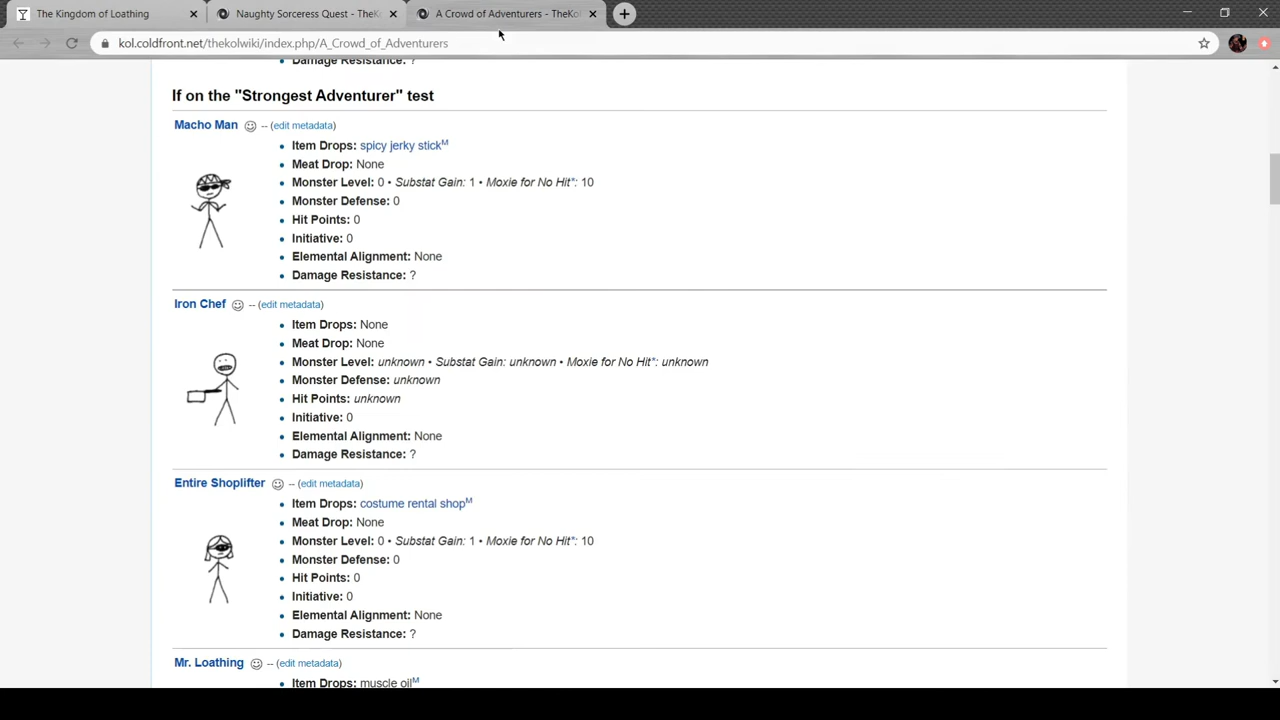 The Kingdom of Loathing
Naughty Sorceress Quest - TheK
A Crowd of Adventurers - TheKol
kol.coldfront.net/thekolwiki/index.php/A_Crowd_of_Adventurers
Damage Resistance: ?
If on the "Strongest Adventurer" test
Macho Man -- (edit metadata)
Item Drops: spicy jerky stickM
Meat Drop: None
Monster Level: 0 • Substat Gain: 1 • Moxie for No Hit*: 10
Monster Defense: 0
Hit Points: 0
Initiative: 0
Elemental Alignment: None
Damage Resistance: ?
Iron Chef -- (edit metadata)
Item Drops: None
Meat Drop: None
Monster Level: unknown • Substat Gain: unknown • Moxie for No Hit*: unknown
Monster Defense: unknown
Hit Points: unknown
Initiative: 0
Elemental Alignment: None
Damage Resistance: ?
Entire Shoplifter -- (edit metadata)
Item Drops: costume rental shopM
Meat Drop: None
Monster Level: 0 • Substat Gain: 1 • Moxie for No Hit*: 10
Monster Defense: 0
Hit Points: 0
Initiative: 0
Elemental Alignment: None
Damage Resistance: ?
Mr. Loathing -- (edit metadata)
Item Drops: muscle oilM